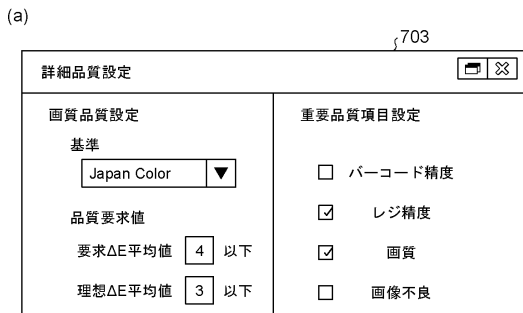 (a)
703
詳細品質設定
画質品質設定
基準
Japan Color
品質要求値
要求ΔE平均値 4 以下
理想ΔE平均値 3 以下
重要品質項目設定
バーコード精度
レジ精度
画質
画像不良